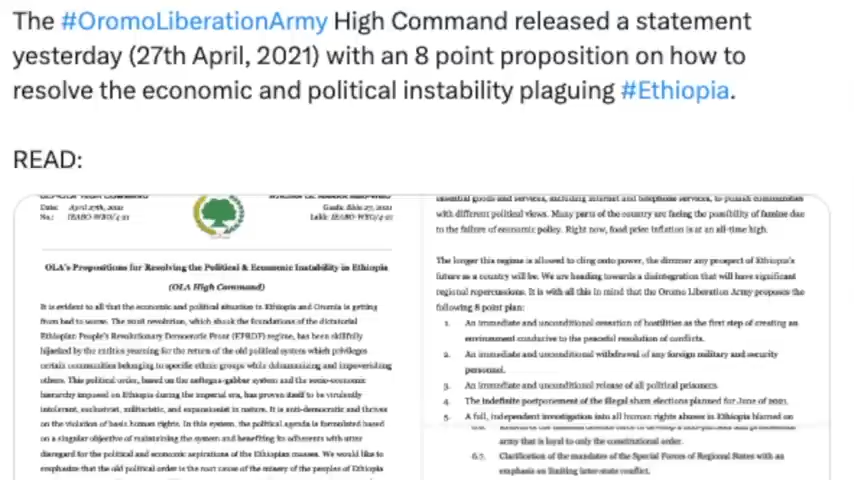 The #OromoLiberationArmy High Command released a statement
yesterday (27th April, 2021) with an 8 point proposition on how to
resolve the economic and political instability plaguing #Ethiopia.
READ:
Date: April 27th, 2021
No.: IEABO-WBO/4-21
OLA's Propositions for Resolving the Political & Economic Instability in Ethiopia
(OLA High Command)
It is evident to all that the economic and political situation in Ethiopia and Oromia is getting
from bad to worse. The 2018 revolution, which shook the foundations of the dictatorial
Ethiopian People's Revolutionary Democratic Front (EPRDF) regime, has been skillfully
hijacked by the entities yearning for the return of the old political system which privileges
certain communities belonging to specific ethnic groups while dehumanizing and impoverishing
others. This political order, based on the neftegna-gabbar system and the socio-economic
hierarchy imposed on Ethiopia during the imperial era, has proven itself to be virulently
intolerant, exclusivist, militaristic, and expansionist in nature. It is anti-democratic and thrives
on the violation of basic human rights. In this system, the political agenda is formulated based
on a singular objective of maintaining the system and benefiting its adherents with utter
disregard for the political and economic aspirations of the Ethiopian masses. We would like to
emphasize that the old political order is the root cause of the misery of the peoples of Ethiopia
essential goods and services, including internet and telephone services, to punish communities
with different political views. Many parts of the country are facing the possibility of famine due
to the failure of economic policy. Right now, food price inflation is at an all-time high.
The longer this regime is allowed to cling onto power, the dimmer any prospect of Ethiopia's
future as a country will be. We are heading towards a disintegration that will have significant
regional repercussions. It is with all this in mind that the Oromo Liberation Army proposes the
following 8 point plan:
1. An immediate and unconditional cessation of hostilities as the first step of creating an
environment conducive to the peaceful resolution of conflicts.
2. An immediate and unconditional withdrawal of any foreign military and security
personnel.
3. An immediate and unconditional release of all political prisoners.
4. The indefinite postponement of the illegal sham elections planned for June of 2021.
5. A full, independent investigation into all human rights abuses in Ethiopia blamed on
army that is loyal to only the constitutional order.
6.7. Clarification of the mandates of the Special Forces of Regional States with an
emphasis on limiting inter-state conflict.